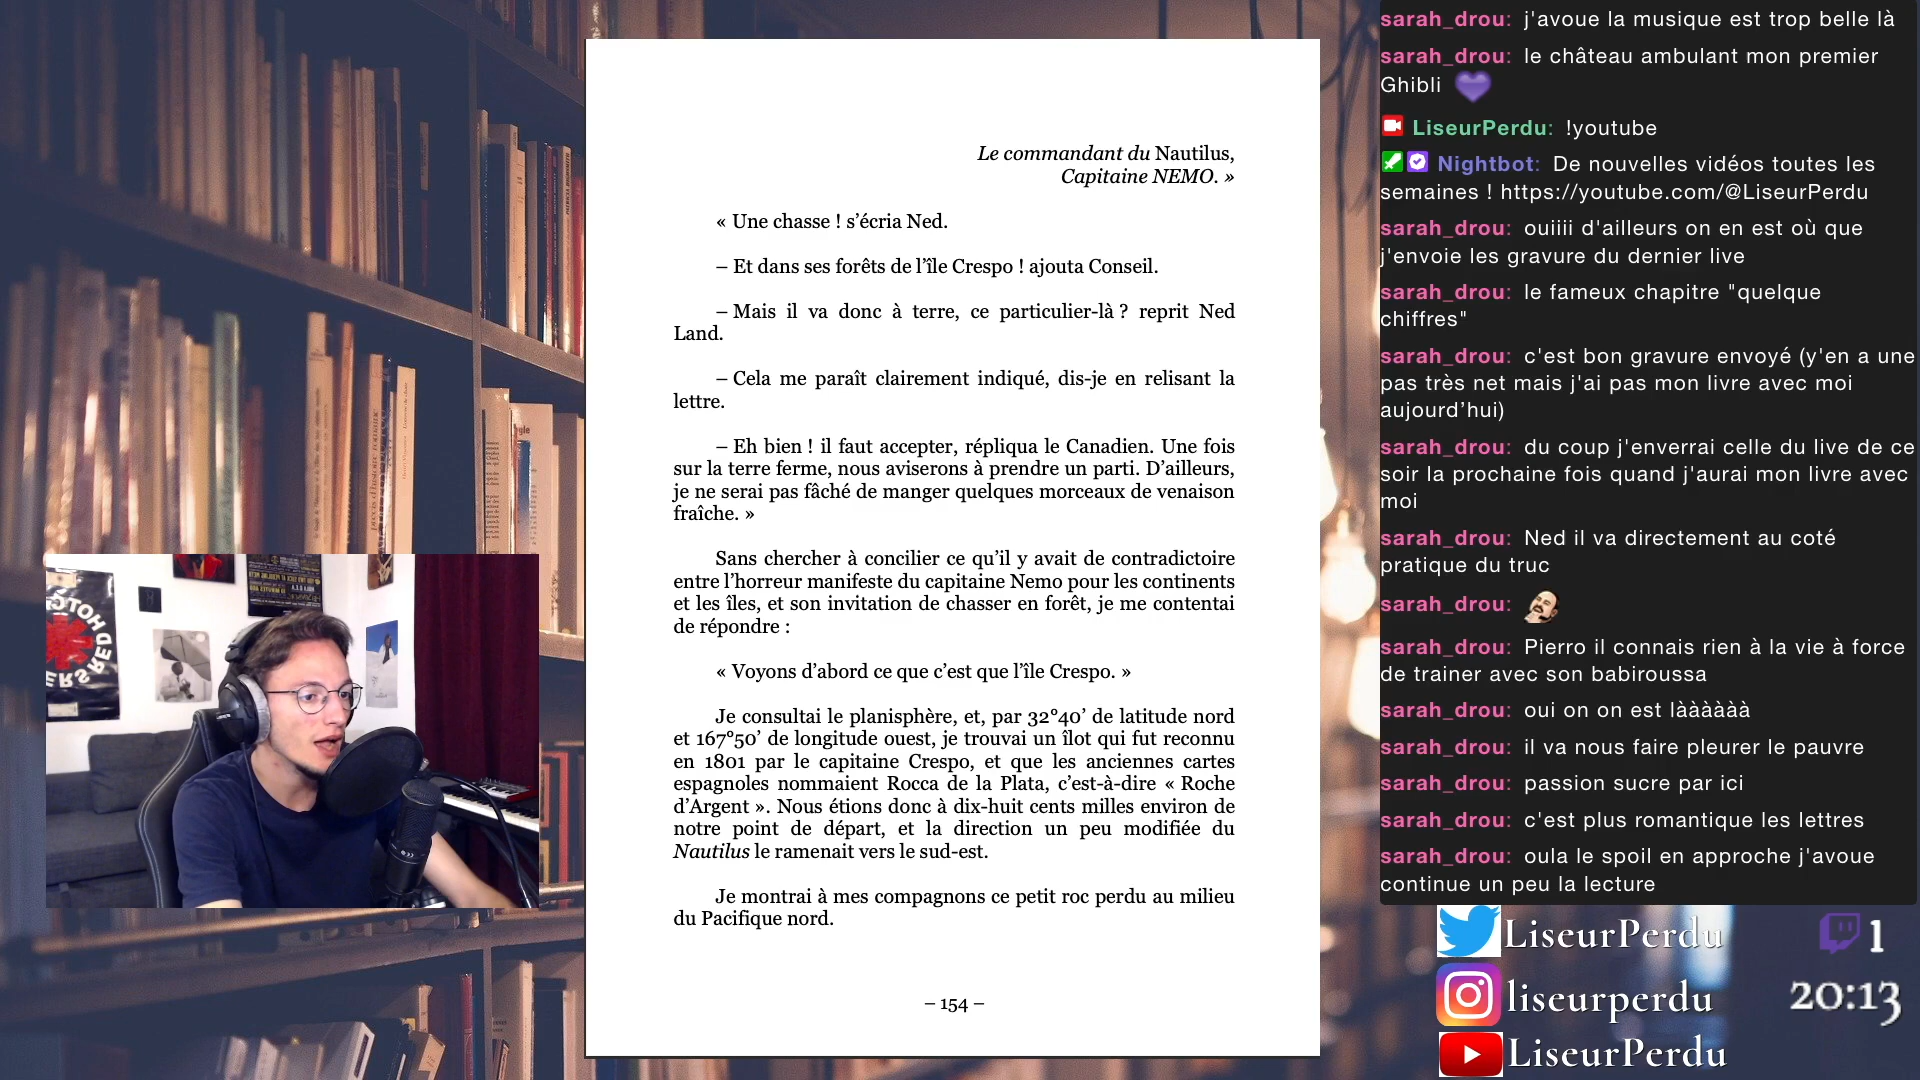 Le commandant du Nautilus,
Capitaine NEMO. »
« Une chasse ! s’écria Ned.
– Et dans ses forêts de l’île Crespo ! ajouta Conseil.
– Mais il va donc à terre, ce particulier-là ? reprit Ned
Land.
– Cela me paraît clairement indiqué, dis-je en relisant la
lettre.
– Eh bien ! il faut accepter, répliqua le Canadien. Une fois
sur la terre ferme, nous aviserons à prendre un parti. D’ailleurs,
je ne serai pas fâché de manger quelques morceaux de venaison
fraîche. »
Sans chercher à concilier ce qu’il y avait de contradictoire
entre l’horreur manifeste du capitaine Nemo pour les continents
et les îles, et son invitation de chasser en forêt, je me contentai
de répondre :
« Voyons d’abord ce que c’est que l’île Crespo. »
Je consultai le planisphère, et, par 32°40’ de latitude nord
et 167°50’ de longitude ouest, je trouvai un îlot qui fut reconnu
en 1801 par le capitaine Crespo, et que les anciennes cartes
espagnoles nommaient Rocca de la Plata, c’est-à-dire « Roche
d’Argent ». Nous étions donc à dix-huit cents milles environ de
notre point de départ, et la direction un peu modifiée du
Nautilus le ramenait vers le sud-est.
Je montrai à mes compagnons ce petit roc perdu au milieu
du Pacifique nord.
– 154 –
sarah_drou: j'avoue la musique est trop belle là
sarah_drou: le château ambulant mon premier
Ghibli
LiseurPerdu: !youtube
Nightbot: De nouvelles vidéos toutes les
semaines ! https://youtube.com/@LiseurPerdu
sarah_drou: ouiiii d'ailleurs on en est où que
j'envoie les gravure du dernier live
sarah_drou: le fameux chapitre "quelque
chiffres"
sarah_drou: c'est bon gravure envoyé (y'en a une
pas très net mais j'ai pas mon livre avec moi
aujourd’hui)
sarah_drou: du coup j'enverrai celle du live de ce
soir la prochaine fois quand j'aurai mon livre avec
moi
sarah_drou: Ned il va directement au coté
pratique du truc
sarah_drou:
sarah_drou: Pierro il connais rien à la vie à force
de trainer avec son babiroussa
sarah_drou: oui on on est lààààààà
sarah_drou: il va nous faire pleurer le pauvre
sarah_drou: passion sucre par ici
sarah_drou: c'est plus romantique les lettres
sarah_drou: oula le spoil en approche j'avoue
continue un peu la lecture
LiseurPerdu
1
liseurperdu
20:13
LiseurPerdu